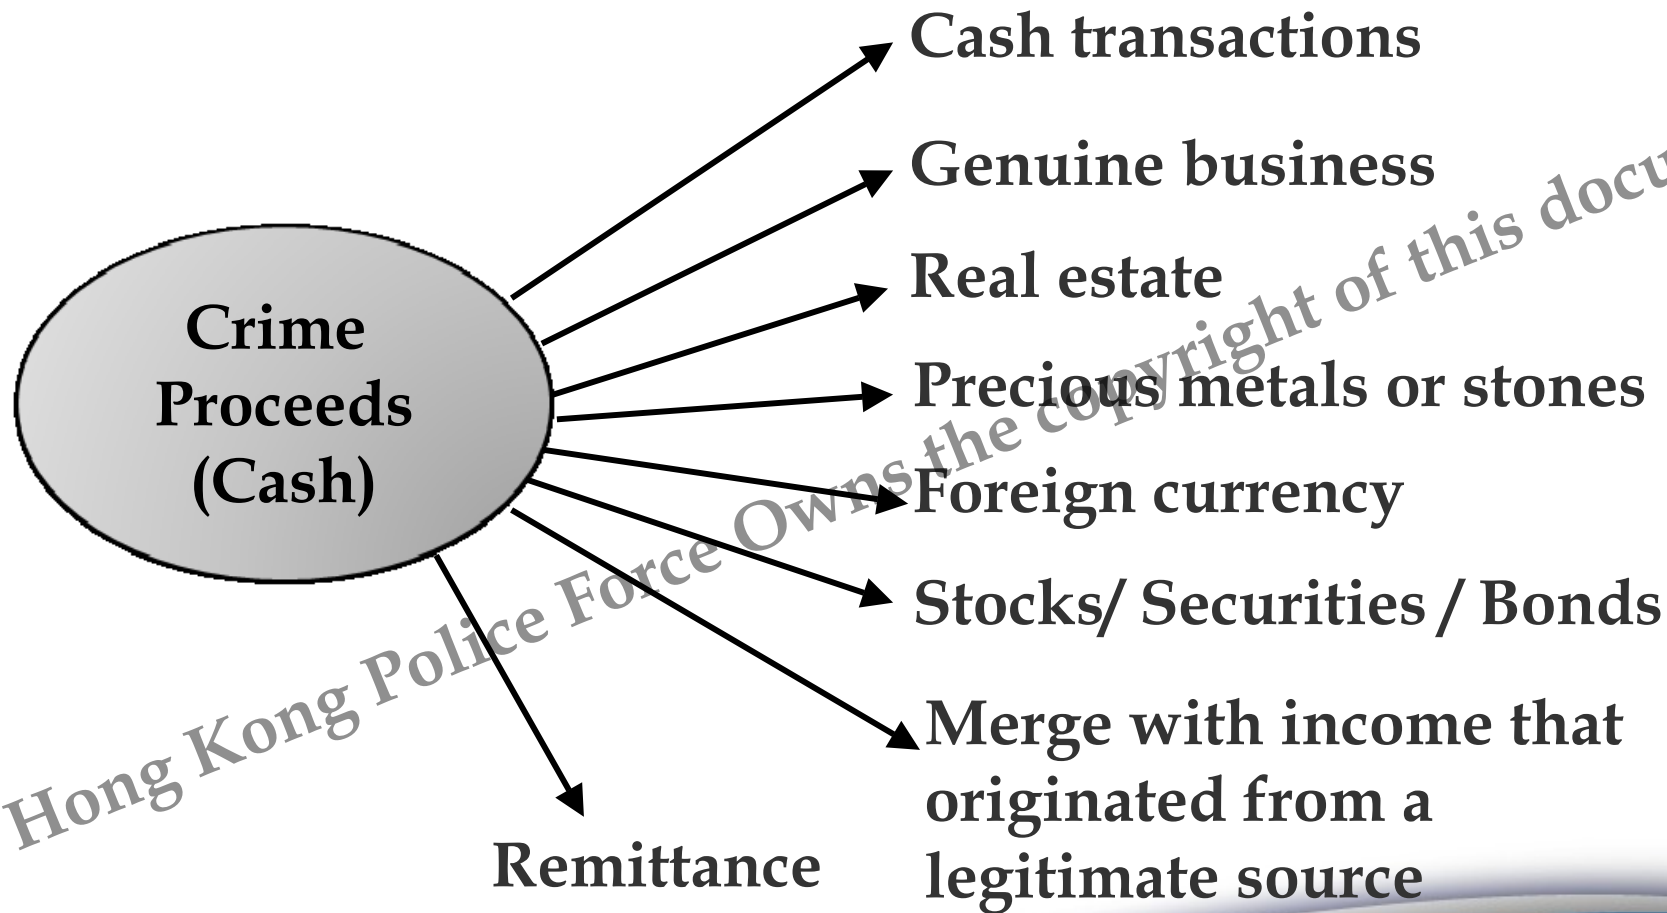 Crime
Proceeds
(Cash)
Cash transactions
Genuine business
Real estate
Precious metals or stones
Foreign currency
Stocks/ Securities / Bonds
Merge with income that
originated from a
legitimate source
Remittance
Hong Kong Police Force Owns the copyright of this docu